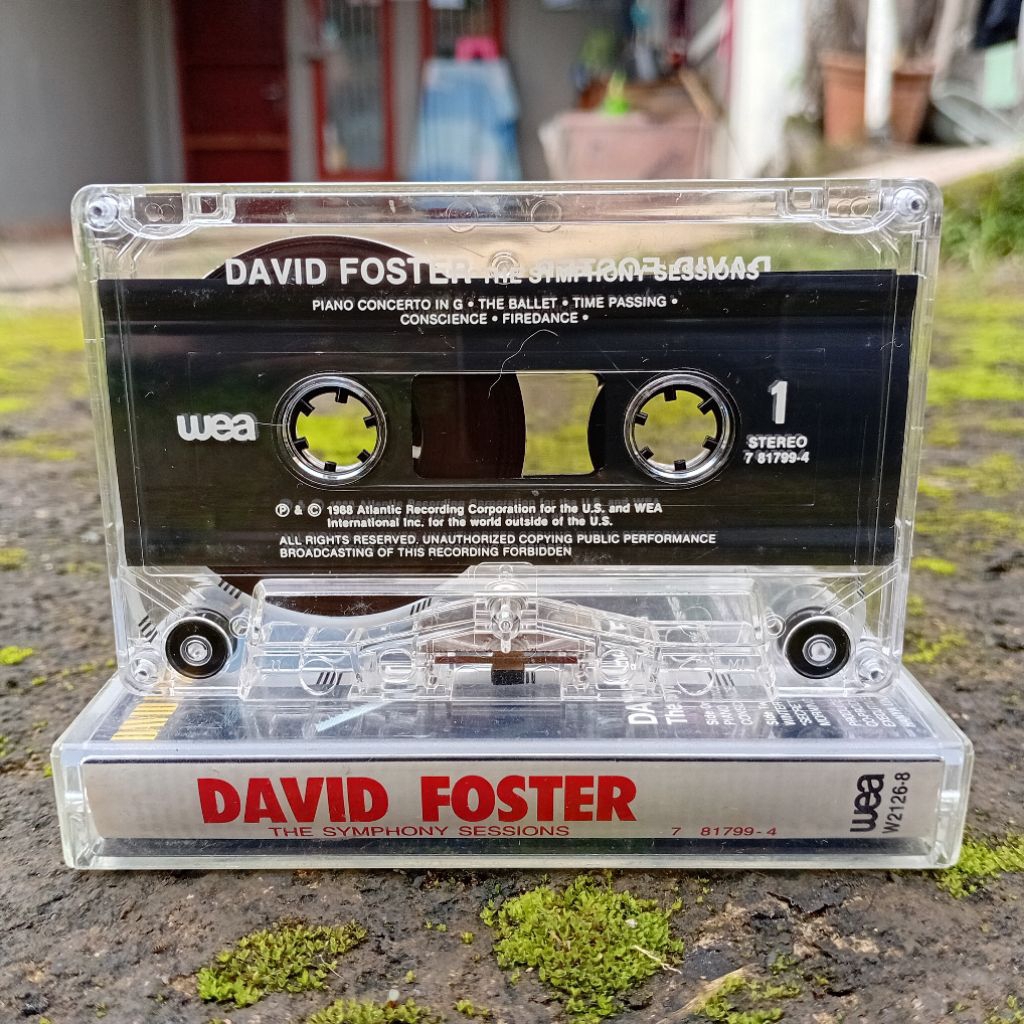 DAVID FOSTER THE SYMPHONY SESSIONS
PIANO CONCERTO IN G • THE BALLET • TIME PASSING •
CONSCIENCE • FIREDANCE •
wea
1
STEREO
7 81799-4
℗ & © 1988 Atlantic Recording Corporation for the U.S. and WEA
International Inc. for the world outside of the U.S.
ALL RIGHTS RESERVED. UNAUTHORIZED COPYING PUBLIC PERFORMANCE
BROADCASTING OF THIS RECORDING FORBIDDEN
DAVID FOSTER
THE SYMPHONY SESSIONS
7 81799-4
wea
W2126-8